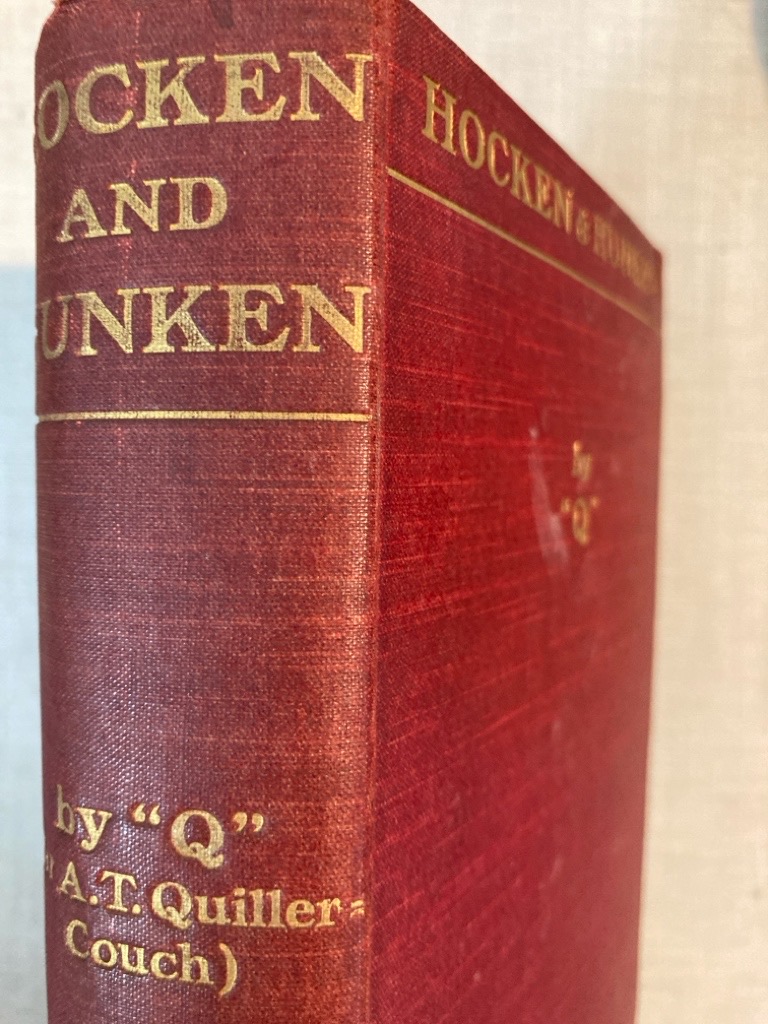 OCKEN
AND
UNKEN
by “Q”
A.T. Quiller=
Couch)
HOCKEN & HUNKEN
by
“Q”